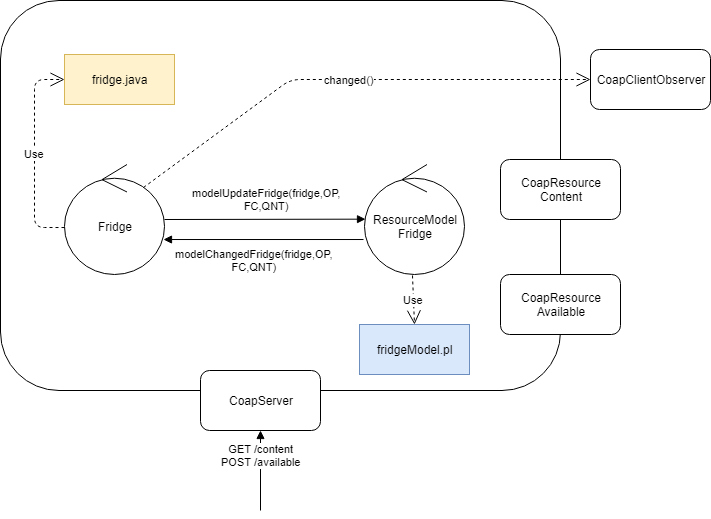 fridge.java
changed()
CoapClientObserver
Use
CoapResource
Content
modelUpdateFridge(fridge,OP,
FC,QNT)
Fridge
ResourceModel
Fridge
modelChangedFridge(fridge,OP,
FC,QNT)
CoapResource
Available
Use
fridgeModel.pl
CoapServer
GET /content
POST /available